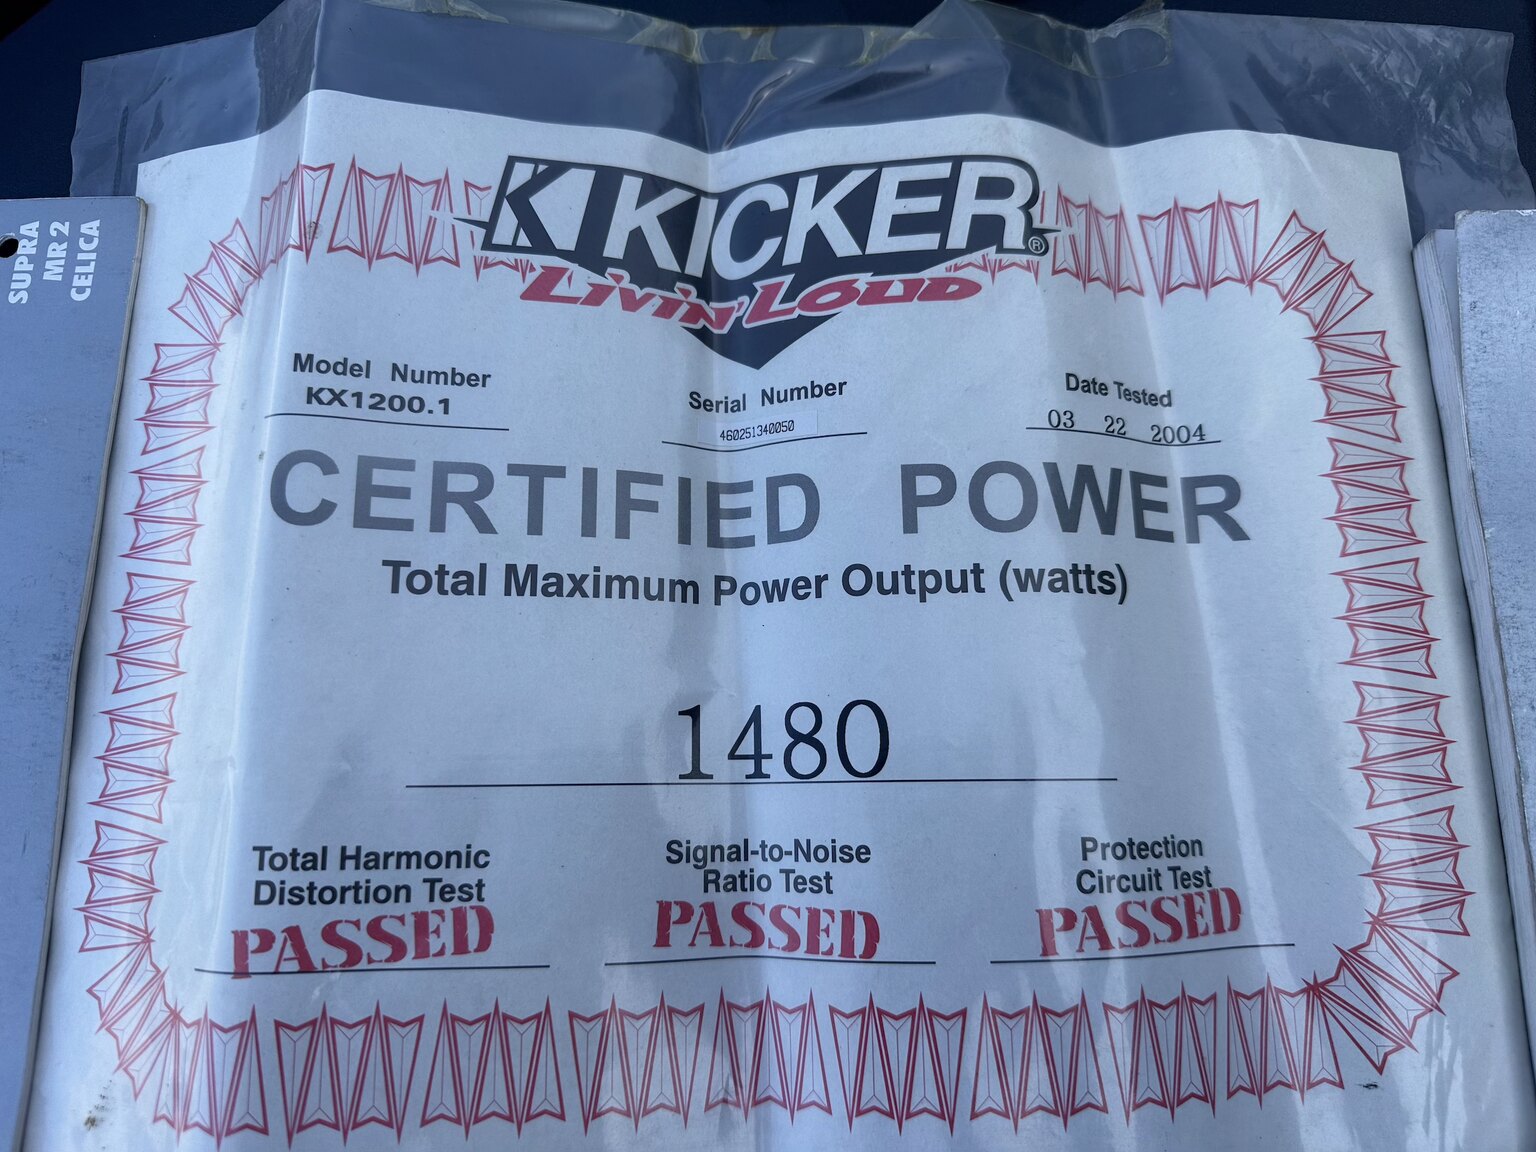 SUPRA
MR2
CELICA
KICKER®
Livin' Loud
Model Number
KX1200.1
Serial Number
460251340050
Date Tested
03 22 2004
CERTIFIED POWER
Total Maximum Power Output (watts)
1480
Total Harmonic
Distortion Test
PASSED
Signal-to-Noise
Ratio Test
PASSED
Protection
Circuit Test
PASSED